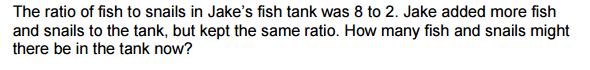 The ratio of fish to snails in Jake’s fish tank was 8 to 2. Jake added more fish
and snails to the tank, but kept the same ratio. How many fish and snails might
there be in the tank now?